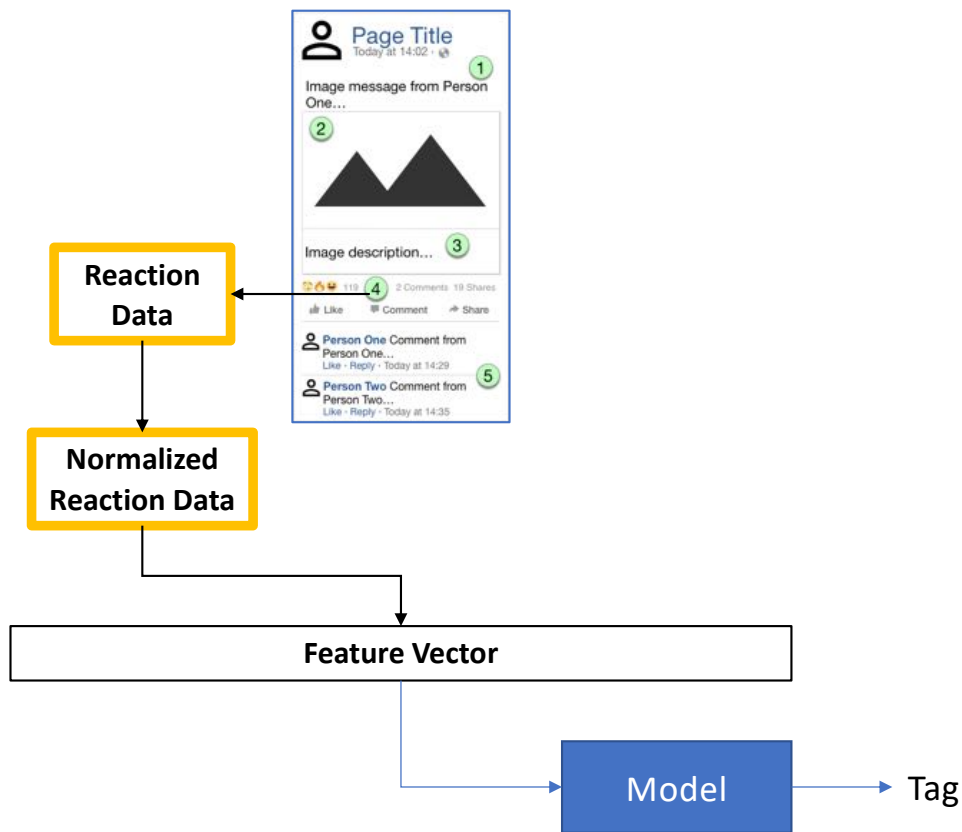 Page Title
Today at 14:02 ·
1
Image message from Person
One...
2
Image description...
3
119
4
2 Comments 19 Shares
Like
Comment
Share
Person One Comment from
Person One...
Like · Reply · Today at 14:29
5
Person Two Comment from
Person Two...
Like · Reply · Today at 14:35
Reaction
Data
Normalized
Reaction Data
Feature Vector
Model
Tag